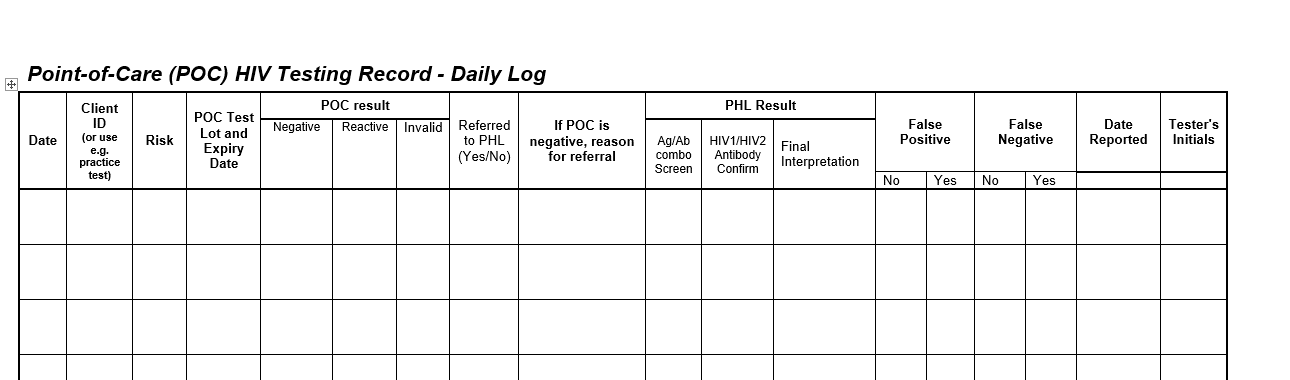 Point-of-Care (POC) HIV Testing Record - Daily Log
Date
Client
ID
(or use
e.g.
practice
test)
Risk
POC Test
Lot and
Expiry
Date
POC result
Negative
Reactive
Invalid
Referred
to PHL
(Yes/No)
If POC is
negative, reason
for referral
PHL Result
Ag/Ab
combo
Screen
HIV1/HIV2
Antibody
Confirm
Final
Interpretation
False
Positive
No
Yes
False
Negative
No
Yes
Date
Reported
Tester's
Initials